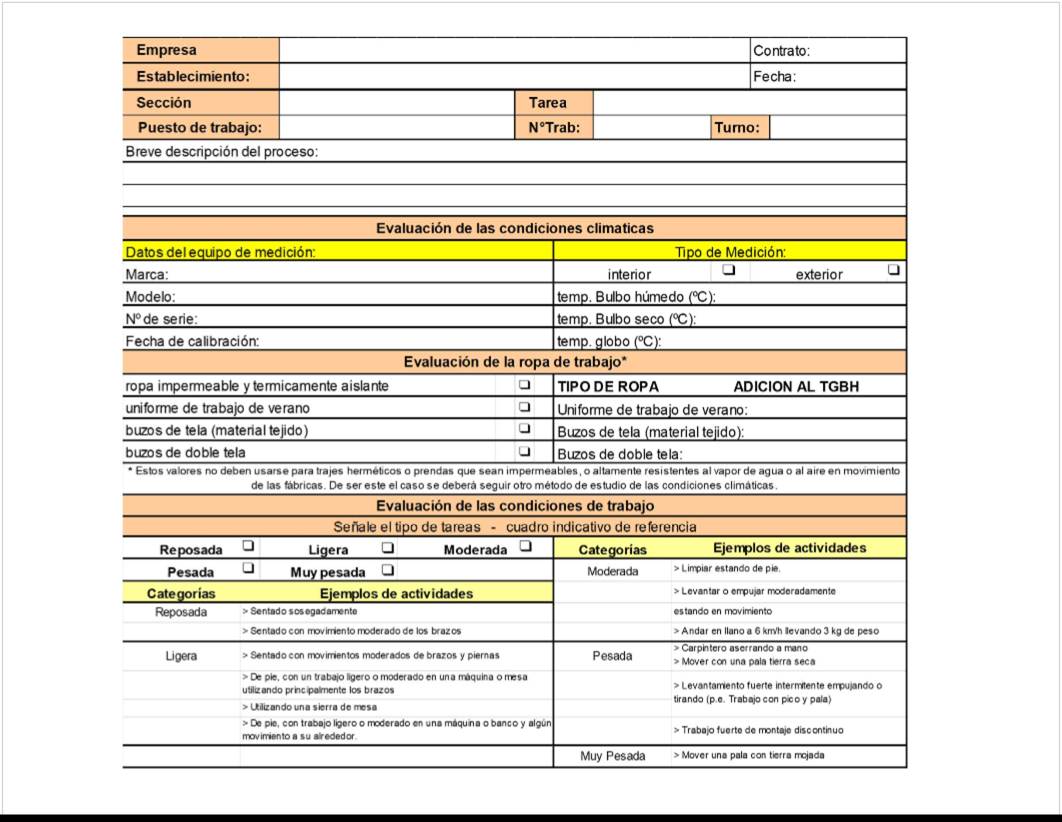 Empresa Contrato:
Establecimiento: Fecha:
Sección Tarea
Puesto de trabajo: N°Trab: Turno:
Breve descripción del proceso:
Evaluación de las condiciones climaticas
Datos del equipo de medición: Tipo de Medición:
Marca: interior ❑ exterior ❑
Modelo: temp. Bulbo húmedo (ºC):
Nº de serie: temp. Bulbo seco (ºC):
Fecha de calibración: temp. globo (ºC):
Evaluación de la ropa de trabajo*
ropa impermeable y termicamente aislante ❑ TIPO DE ROPA ADICION AL TGBH
uniforme de trabajo de verano ❑ Uniforme de trabajo de verano:
buzos de tela (material tejido) ❑ Buzos de tela (material tejido):
buzos de doble tela ❑ Buzos de doble tela:
* Estos valores no deben usarse para trajes herméticos o prendas que sean impermeables, o altamente resistentes al vapor de agua o al aire en movimiento
de las fábricas. De ser este el caso se deberá seguir otro método de estudio de las condiciones climáticas.
Evaluación de las condiciones de trabajo
Señale el tipo de tareas - cuadro indicativo de referencia
Reposada ❑ Ligera ❑ Moderada ❑
Pesada ❑ Muy pesada ❑
Categorías Ejemplos de actividades
Reposada > Sentado sosegadamente
> Sentado con movimiento moderado de los brazos
Ligera > Sentado con movimientos moderados de brazos y piernas
> De pie, con un trabajo ligero o moderado en una máquina o mesa
utilizando principalmente los brazos
> Utilizando una sierra de mesa
> De pie, con trabajo ligero o moderado en una máquina o banco y algún
movimiento a su alrededor.
Categorías Ejemplos de actividades
Moderada > Limpiar estando de pie.
> Levantar o empujar moderadamente
estando en movimiento
> Andar en llano a 6 km/h llevando 3 kg de peso
Pesada > Carpintero aserrando a mano
> Mover con una pala tierra seca
> Levantamiento fuerte intermitente empujando o
tirando (p.e. Trabajo con pico y pala)
> Trabajo fuerte de montaje discontinuo
Muy Pesada > Mover una pala con tierra mojada